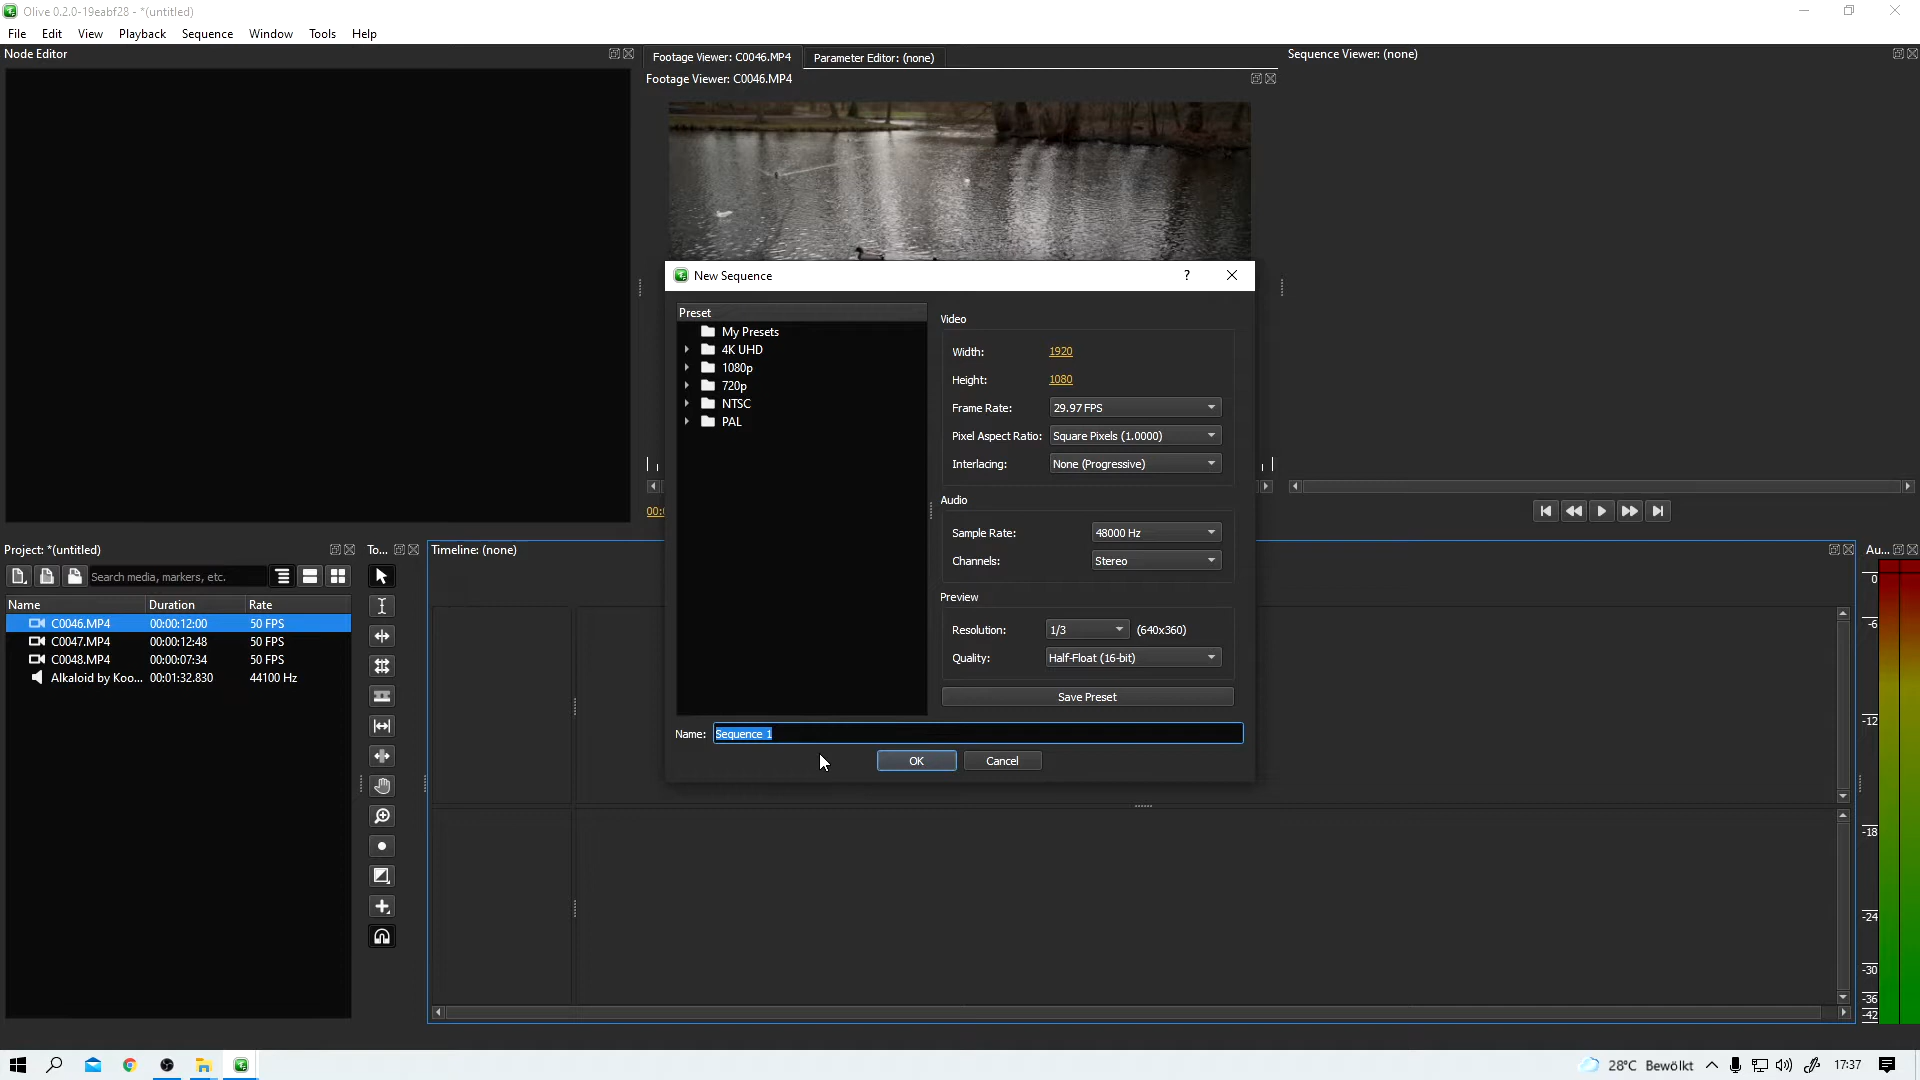 Olive 0.2.0-19eabf28 - *(untitled)
File Edit View Playback Sequence Window Tools Help
Node Editor
Footage Viewer: C0046.MP4 Parameter Editor: (none)
Footage Viewer: C0046.MP4
Sequence Viewer: (none)
New Sequence
?
Preset
My Presets
4K UHD
1080p
720p
NTSC
PAL
Video
Width: 1920
Height: 1080
Frame Rate: 29.97 FPS
Pixel Aspect Ratio: Square Pixels (1.0000)
Interlacing: None (Progressive)
Audio
Sample Rate: 48000 Hz
Channels: Stereo
Preview
Resolution: 1/3 (640x360)
Quality: Half-Float (16-bit)
Save Preset
Name: Sequence 1
OK Cancel
00:
Project: *(untitled)
Search media, markers, etc.
Name Duration Rate
C0046.MP4 00:00:12:00 50 FPS
C0047.MP4 00:00:12:48 50 FPS
C0048.MP4 00:00:07:34 50 FPS
Alkaloid by Koo... 00:01:32.830 44100 Hz
To...
Timeline: (none)
Au...
0
-6
-12
-18
-24
-30
-36
-42
28°C Bewölkt
17:37